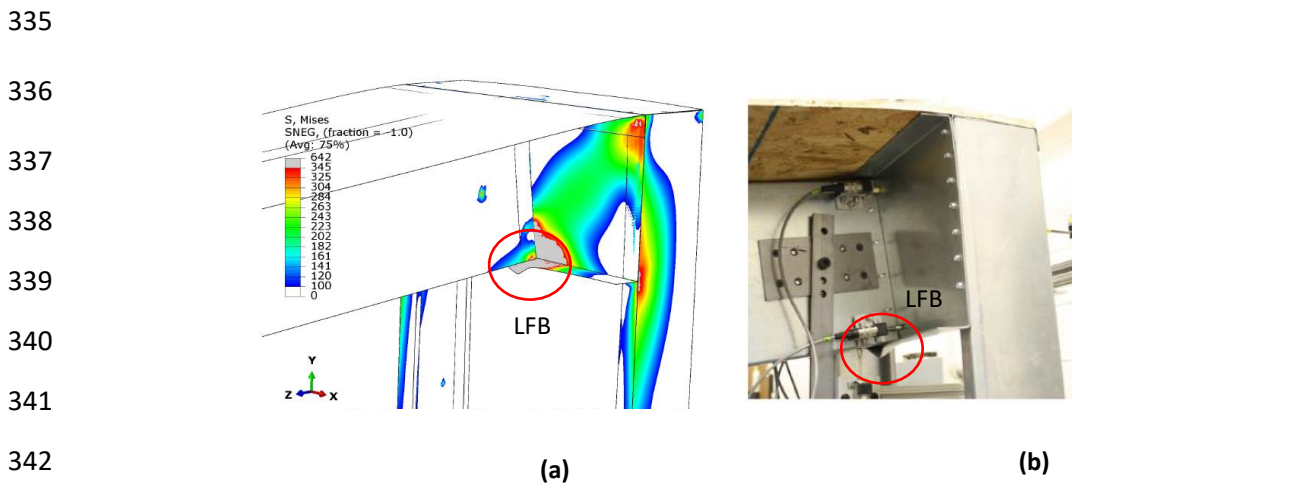 335
336
S, Mises
SNEG, (fraction = -1.0)
(Avg: 75%)
642
345
325
304
284
263
243
223
202
182
161
141
120
100
0
337
338
339
LFB
LFB
340
Y
Z
X
341
342
(a)
(b)